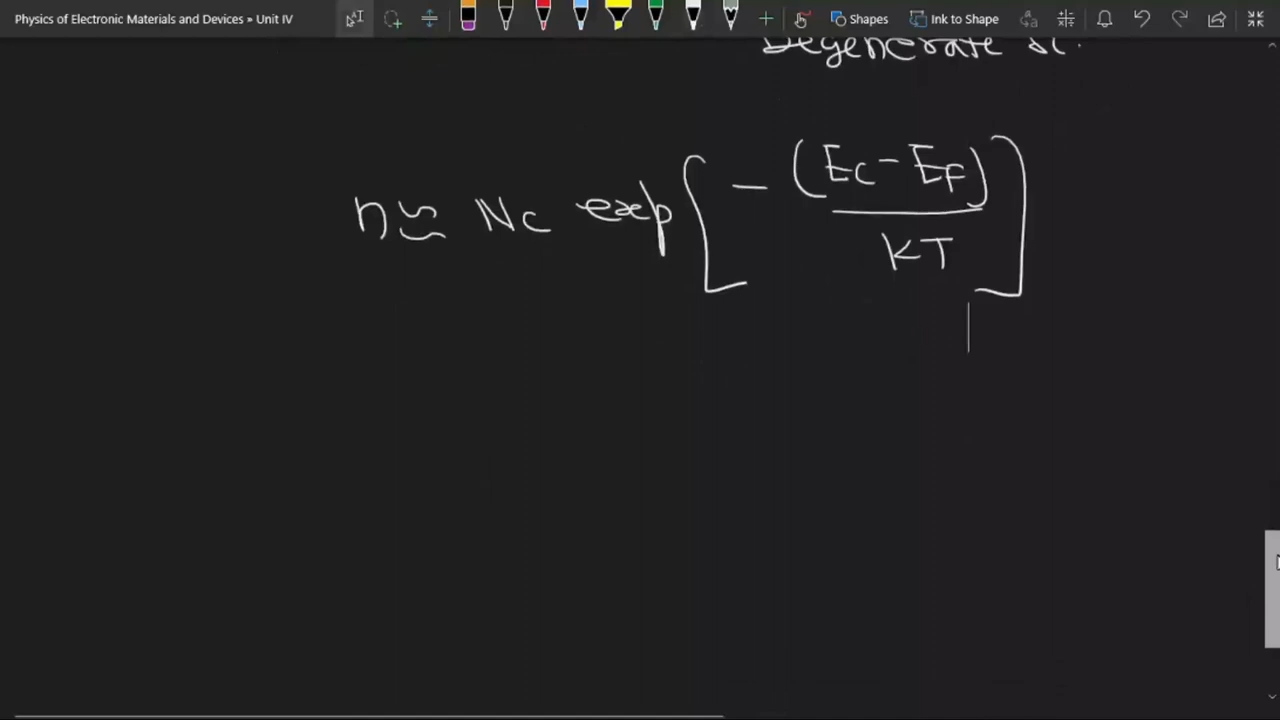 Physics of Electronic Materials and Devices » Unit IV
Shapes
Ink to Shape
Degenerate SC.
n ≃ Nc exp[ - (Ec - EF) / KT ]